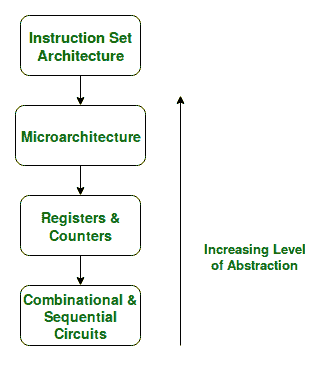 Instruction Set
Architecture
Microarchitecture
Registers &
Counters
Increasing Level
of Abstraction
Combinational &
Sequential
Circuits